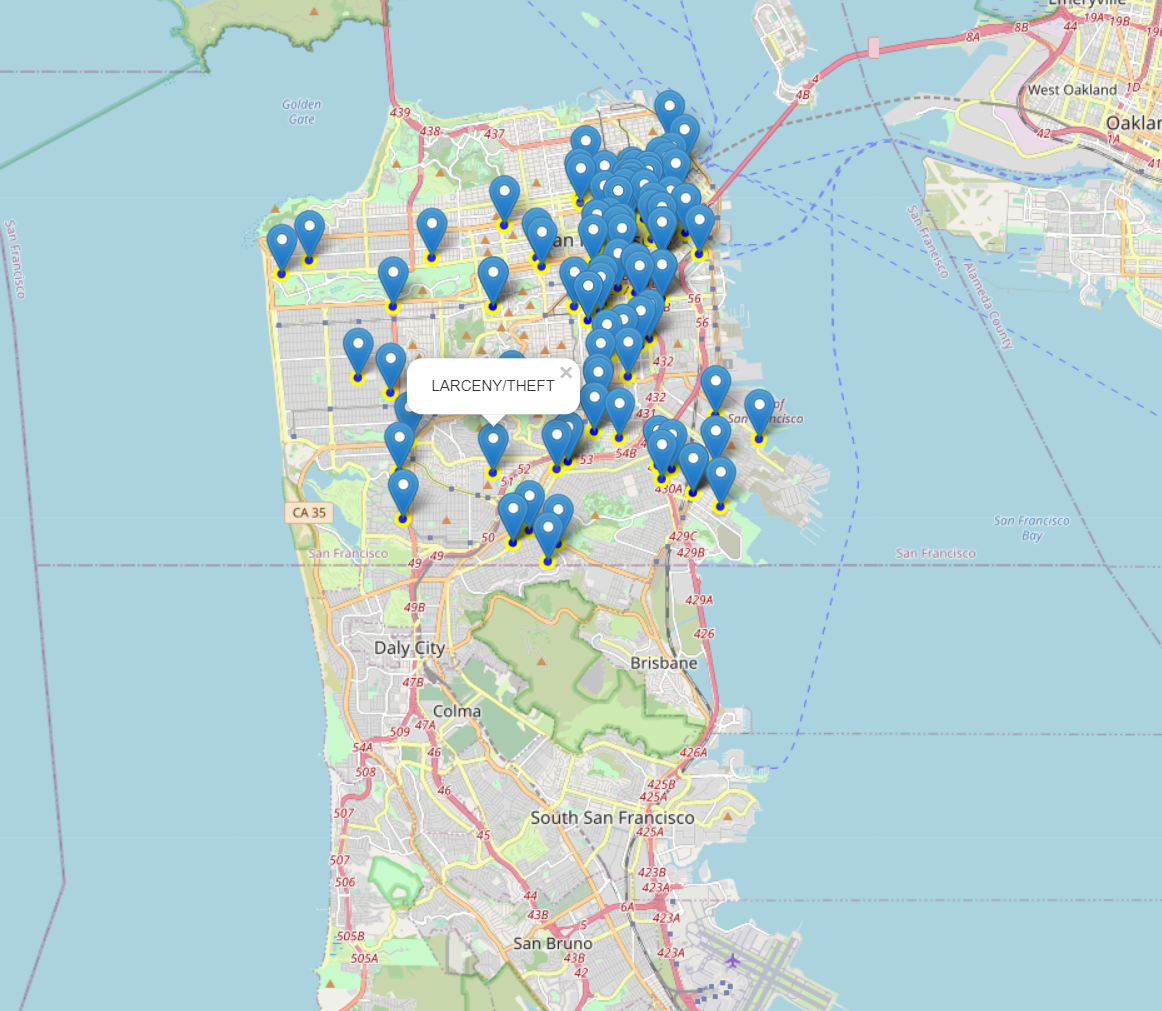 Emeryville
19A
19B
8B
8A
44
4
4B
West Oakland
1D
Golden
Gate
439
438
437
42
1A
San Francisco
San Francisco
Alameda County
56
56
432
LARCENY/THEFT ×
432
431
54B
53
52
51
430A
CA 35
50
San Francisco
Bay
429C
San Francisco
49
429B
San Francisco
49
49B
429A
426
Daly City
Brisbane
47B
Colma
47A
509
54A
46
426A
508
46
425B
425A
507
South San Francisco
45
425A
507
423B
506
44
423A
43B
6A
423A
5
505B
San Bruno
505A
43B
423A
42